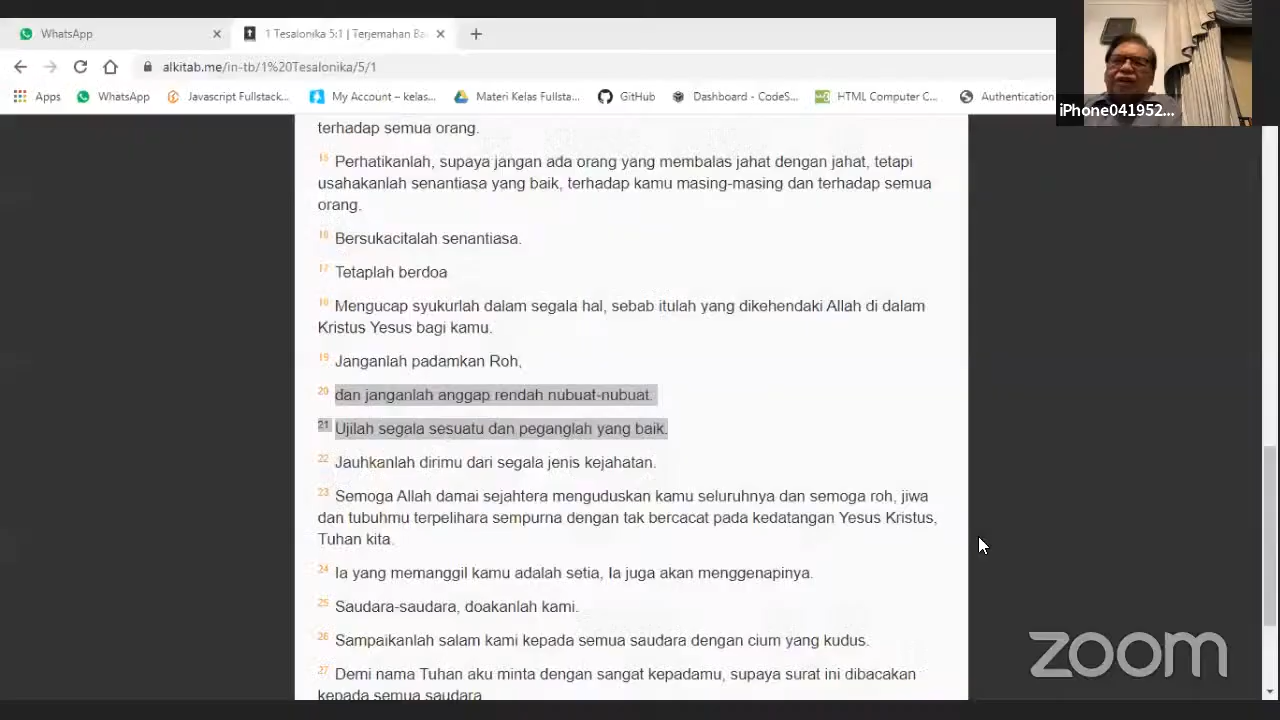 WhatsApp
1 Tesalonika 5:1 | Terjemahan Ba
alkitab.me/in-tb/1%20Tesalonika/5/1
Apps WhatsApp Javascript Fullstack... My Account – kelas... Materi Kelas Fullsta... GitHub Dashboard - CodeS... HTML Computer C... Authentication
iPhone041952...
terhadap semua orang.
15 Perhatikanlah, supaya jangan ada orang yang membalas jahat dengan jahat, tetapi
usahakanlah senantiasa yang baik, terhadap kamu masing-masing dan terhadap semua
orang.
16 Bersukacitalah senantiasa.
17 Tetaplah berdoa
18 Mengucap syukurlah dalam segala hal, sebab itulah yang dikehendaki Allah di dalam
Kristus Yesus bagi kamu.
19 Janganlah padamkan Roh,
20 dan janganlah anggap rendah nubuat-nubuat.
21 Ujilah segala sesuatu dan peganglah yang baik.
22 Jauhkanlah dirimu dari segala jenis kejahatan.
23 Semoga Allah damai sejahtera menguduskan kamu seluruhnya dan semoga roh, jiwa
dan tubuhmu terpelihara sempurna dengan tak bercacat pada kedatangan Yesus Kristus,
Tuhan kita.
24 Ia yang memanggil kamu adalah setia, Ia juga akan menggenapinya.
25 Saudara-saudara, doakanlah kami.
26 Sampaikanlah salam kami kepada semua saudara dengan cium yang kudus.
27 Demi nama Tuhan aku minta dengan sangat kepadamu, supaya surat ini dibacakan
kepada semua saudara
zoom